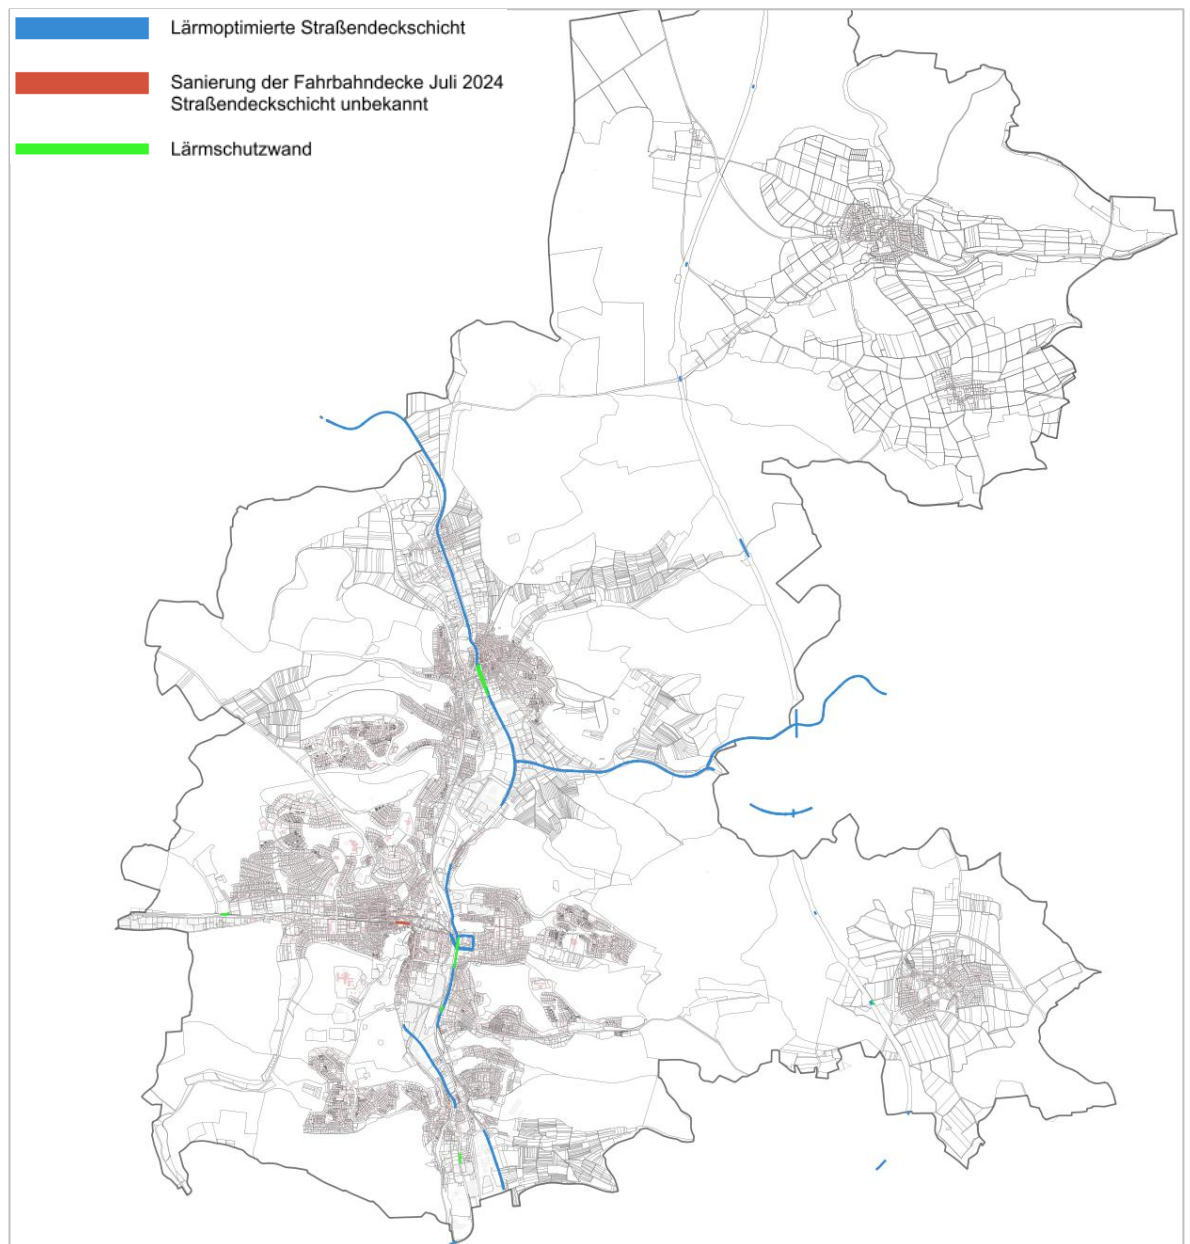 Lärmoptimierte Straßendeckschicht
Sanierung der Fahrbahndecke Juli 2024
Straßendeckschicht unbekannt
Lärmschutzwand